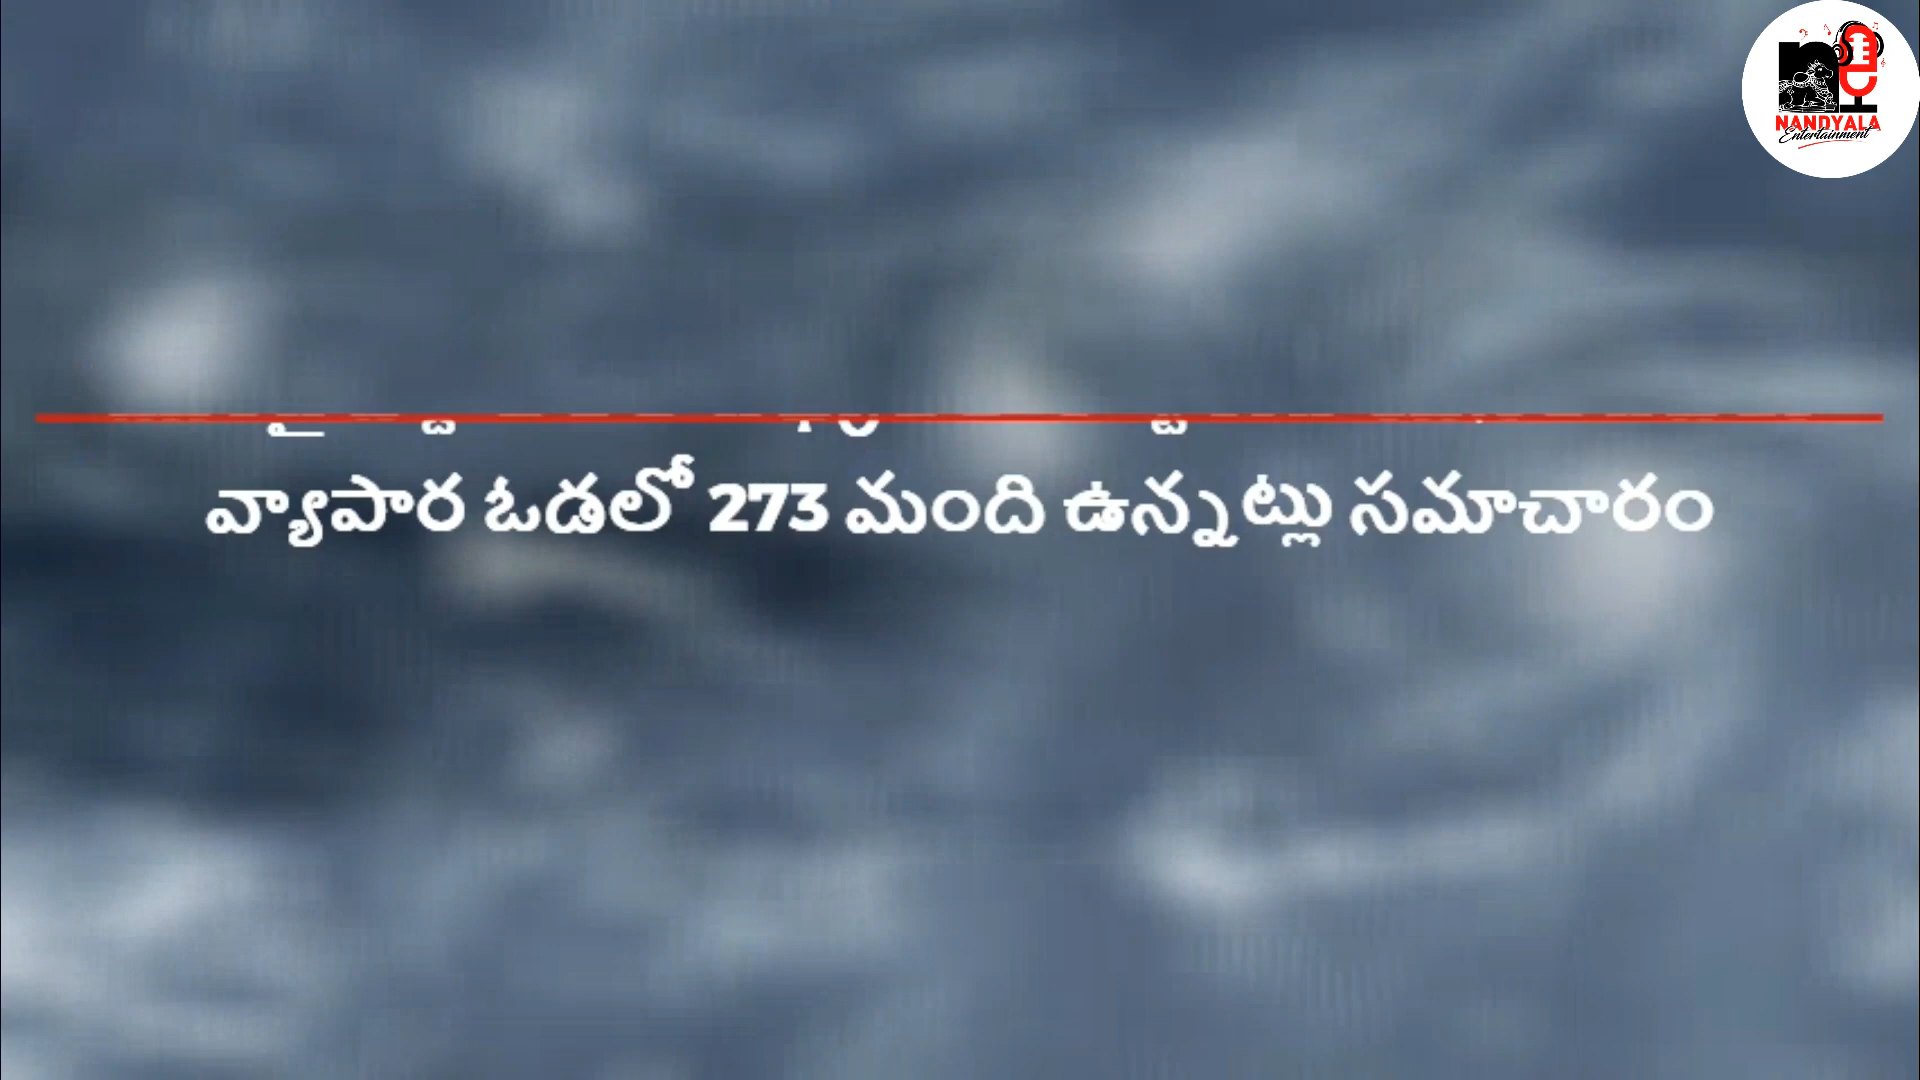 NANDYALA
Entertainment
వ్యాపార ఓడలో 273 మంది ఉన్నట్లు సమాచారం